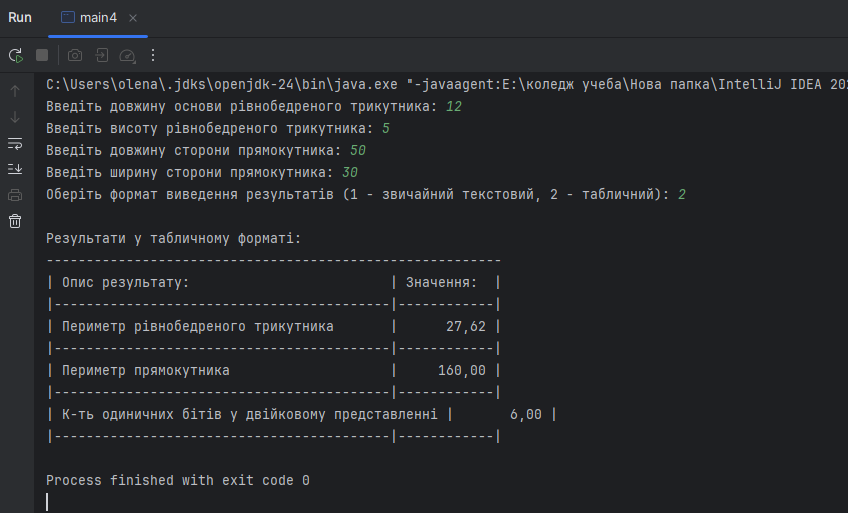 Run main4
C:\Users\olena\.jdks\openjdk-24\bin\java.exe "-javaagent:E:\коледж учеба\Нова папка\IntelliJ IDEA 202
Введіть довжину основи рівнобедреного трикутника: 12
Введіть висоту рівнобедреного трикутника: 5
Введіть довжину сторони прямокутника: 50
Введіть ширину сторони прямокутника: 30
Оберіть формат виведення результатів (1 - звичайний текстовий, 2 - табличний): 2
Результати у табличному форматі:
---------------------------------------------------------
| Опис результату:                         | Значення:  |
|------------------------------------------|------------|
| Периметр рівнобедреного трикутника       |      27,62 |
|------------------------------------------|------------|
| Периметр прямокутника                    |     160,00 |
|------------------------------------------|------------|
| К-ть одиничних бітів у двійковому представленні |       6,00 |
|------------------------------------------|------------|
Process finished with exit code 0